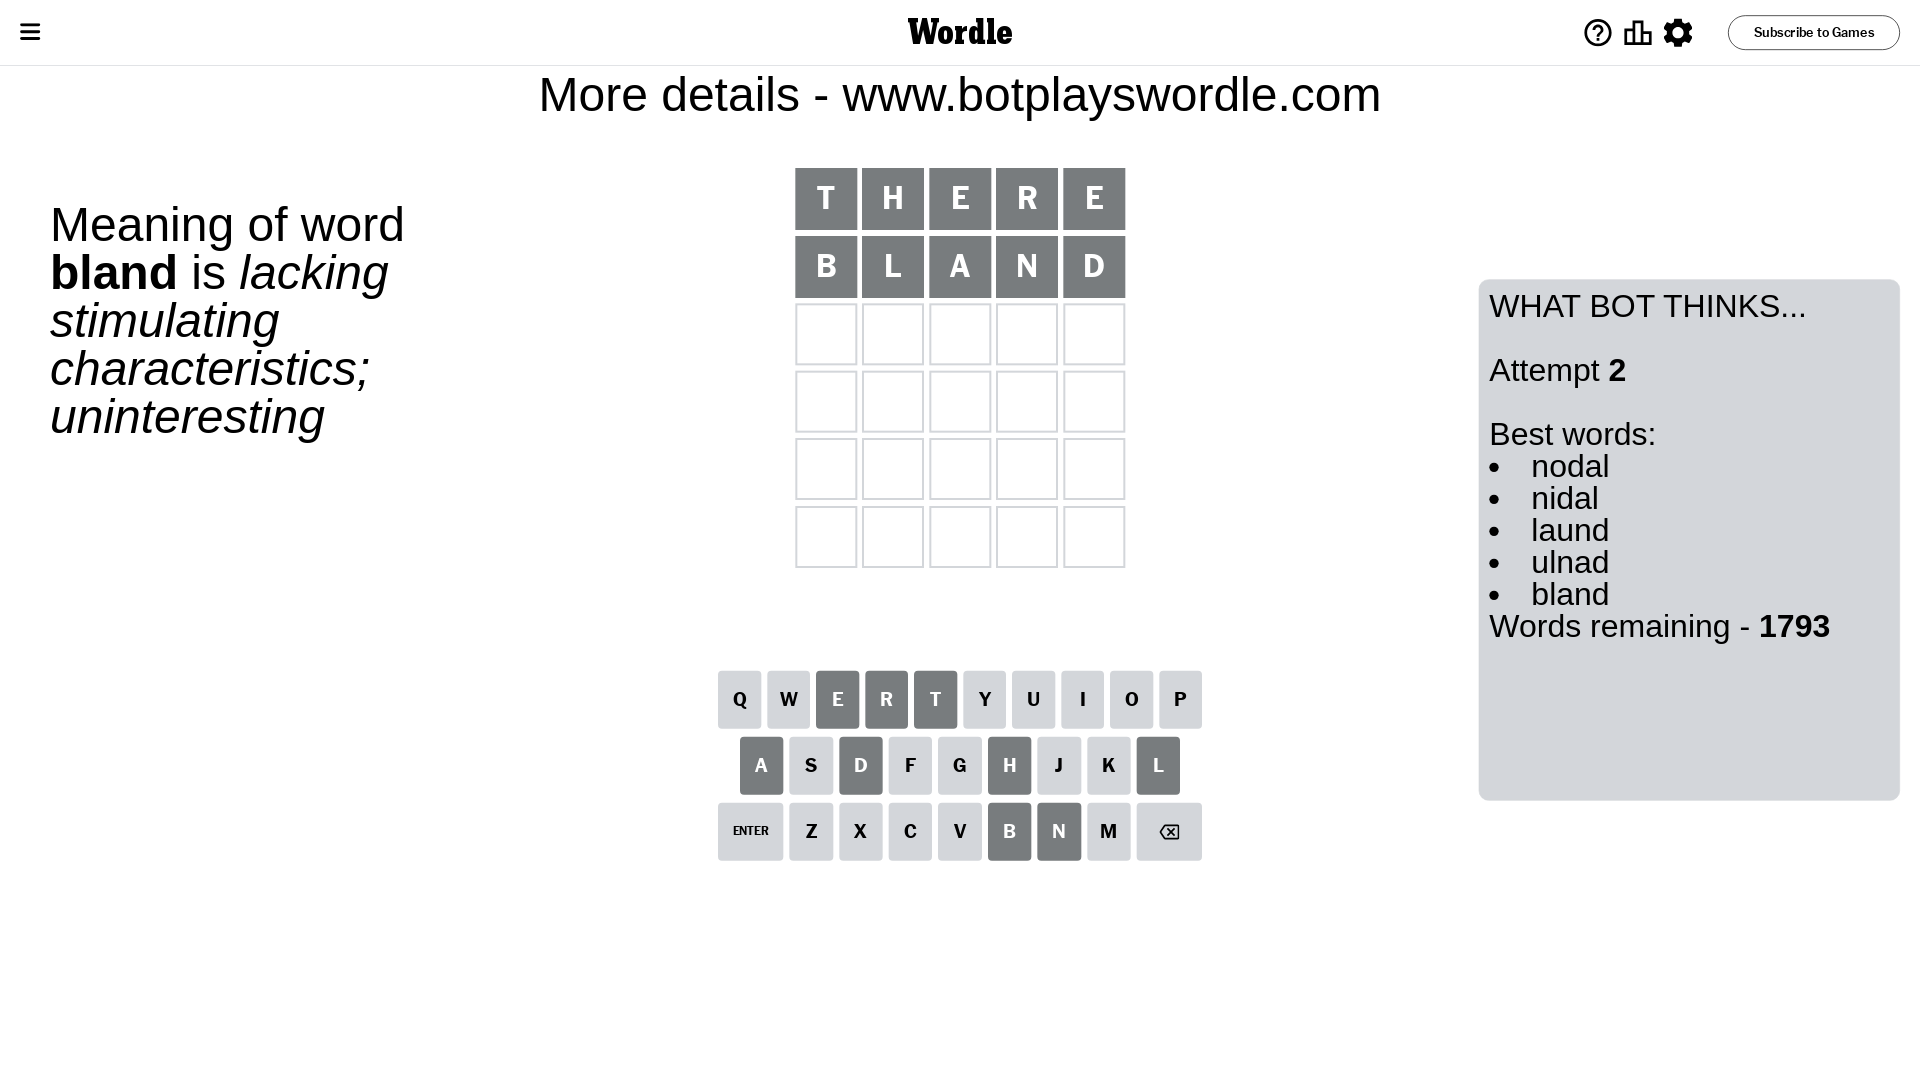 Wordle
Subscribe to Games
More details - www.botplayswordle.com
Meaning of word
bland is lacking
stimulating
characteristics;
uninteresting
T H E R E
B L A N D
WHAT BOT THINKS...
Attempt 2
Best words:
• nodal
• nidal
• laund
• ulnad
• bland
Words remaining - 1793
Q W E R T Y U I O P
A S D F G H J K L
ENTER Z X C V B N M